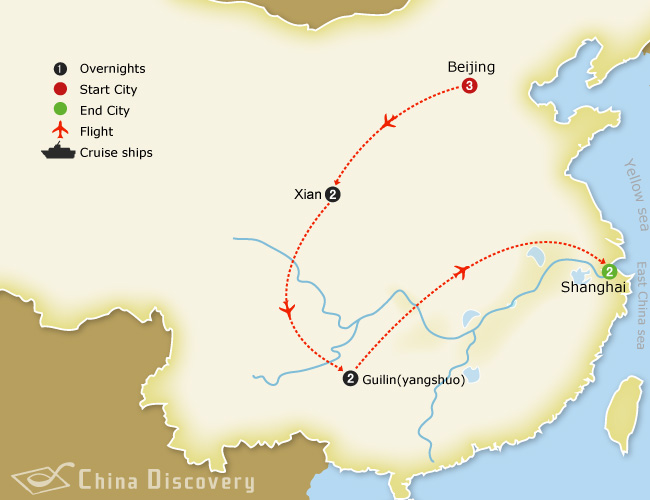 1 Overnights
Start City
End City
Flight
Cruise ships
Beijing
3
Xian 2
Yellow sea
2
Shanghai
East China sea
2 Guilin(yangshuo)
China Discovery